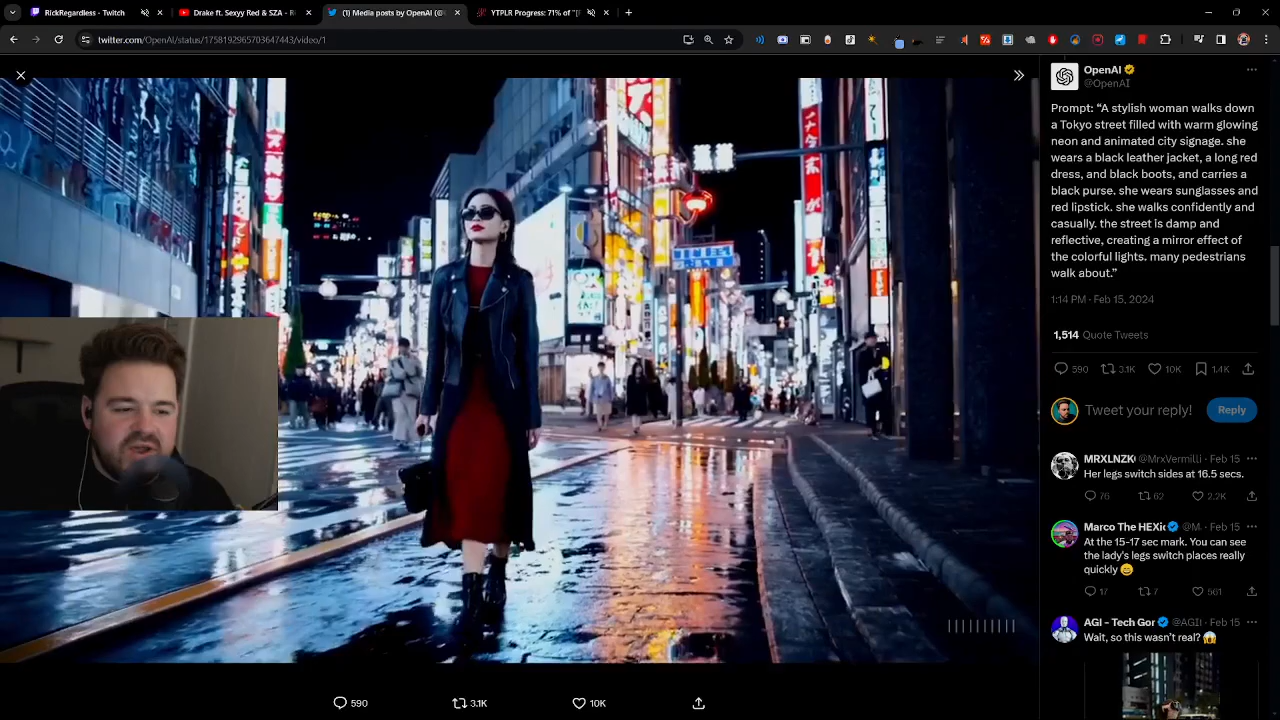 RickRegardless - Twitch
Drake ft. Sexyy Red & SZA - R
(1) Media posts by OpenAI (@
YTPLR Progress: 71% of "[
twitter.com/OpenAI/status/1758192965703647443/video/1
OpenAI
@OpenAI
Prompt: “A stylish woman walks down
a Tokyo street filled with warm glowing
neon and animated city signage. she
wears a black leather jacket, a long red
dress, and black boots, and carries a
black purse. she wears sunglasses and
red lipstick. she walks confidently and
casually. the street is damp and
reflective, creating a mirror effect of
the colorful lights. many pedestrians
walk about.”
1:14 PM · Feb 15, 2024
1,514 Quote Tweets
590 3.1K 10K 1.4K
Tweet your reply! Reply
MRXLNZK @MrxVermilli · Feb 15
Her legs switch sides at 16.5 secs.
76 62 2.2K
Marco The HEXic @M. · Feb 15
At the 15-17 sec mark. You can see
the lady's legs switch places really
quickly 😄
17 7 561
AGI - Tech Gor @AGI · Feb 15
Wait, so this wasn't real? 😱
590 3.1K 10K